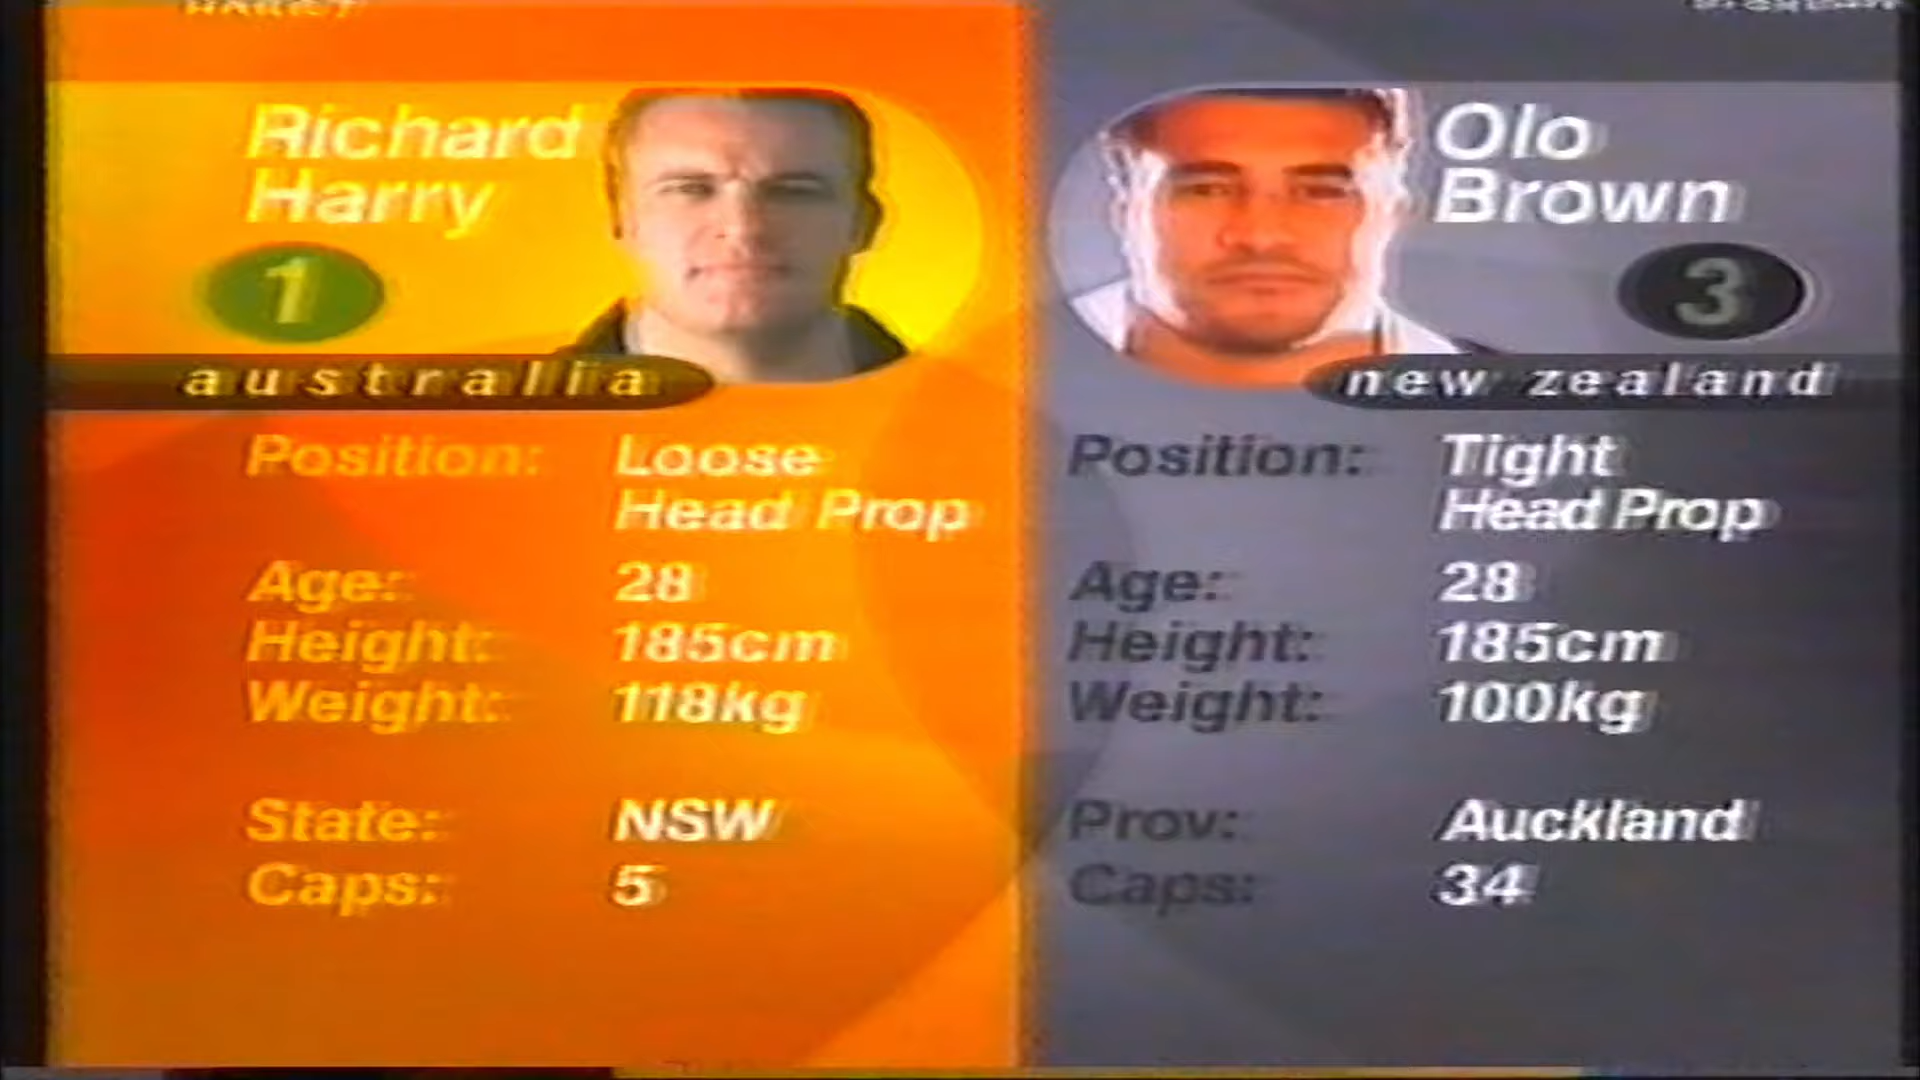 Richard
Harry
1
australia
Position: Loose
Head Prop
Age: 28
Height: 185cm
Weight: 118kg
State: NSW
Caps: 5
Olo
Brown
3
new zealand
Position: Tight
Head Prop
Age: 28
Height: 185cm
Weight: 100kg
Prov: Auckland
Caps: 34